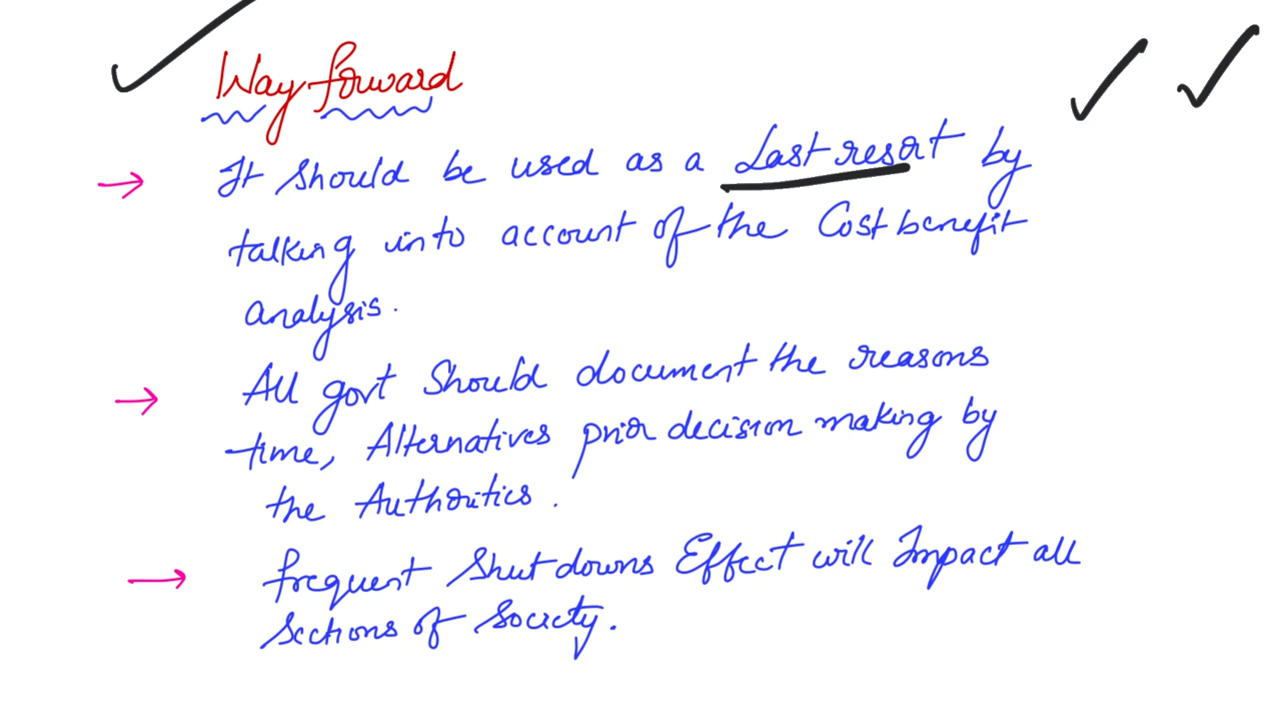 Way forward
It should be used as a Last resort by
talking into account of the Cost benefit
analysis.
All govt should document the reasons
time, Alternatives prior decision making by
the Authorities.
frequent Shutdowns Effect will Impact all
Sections of Society.